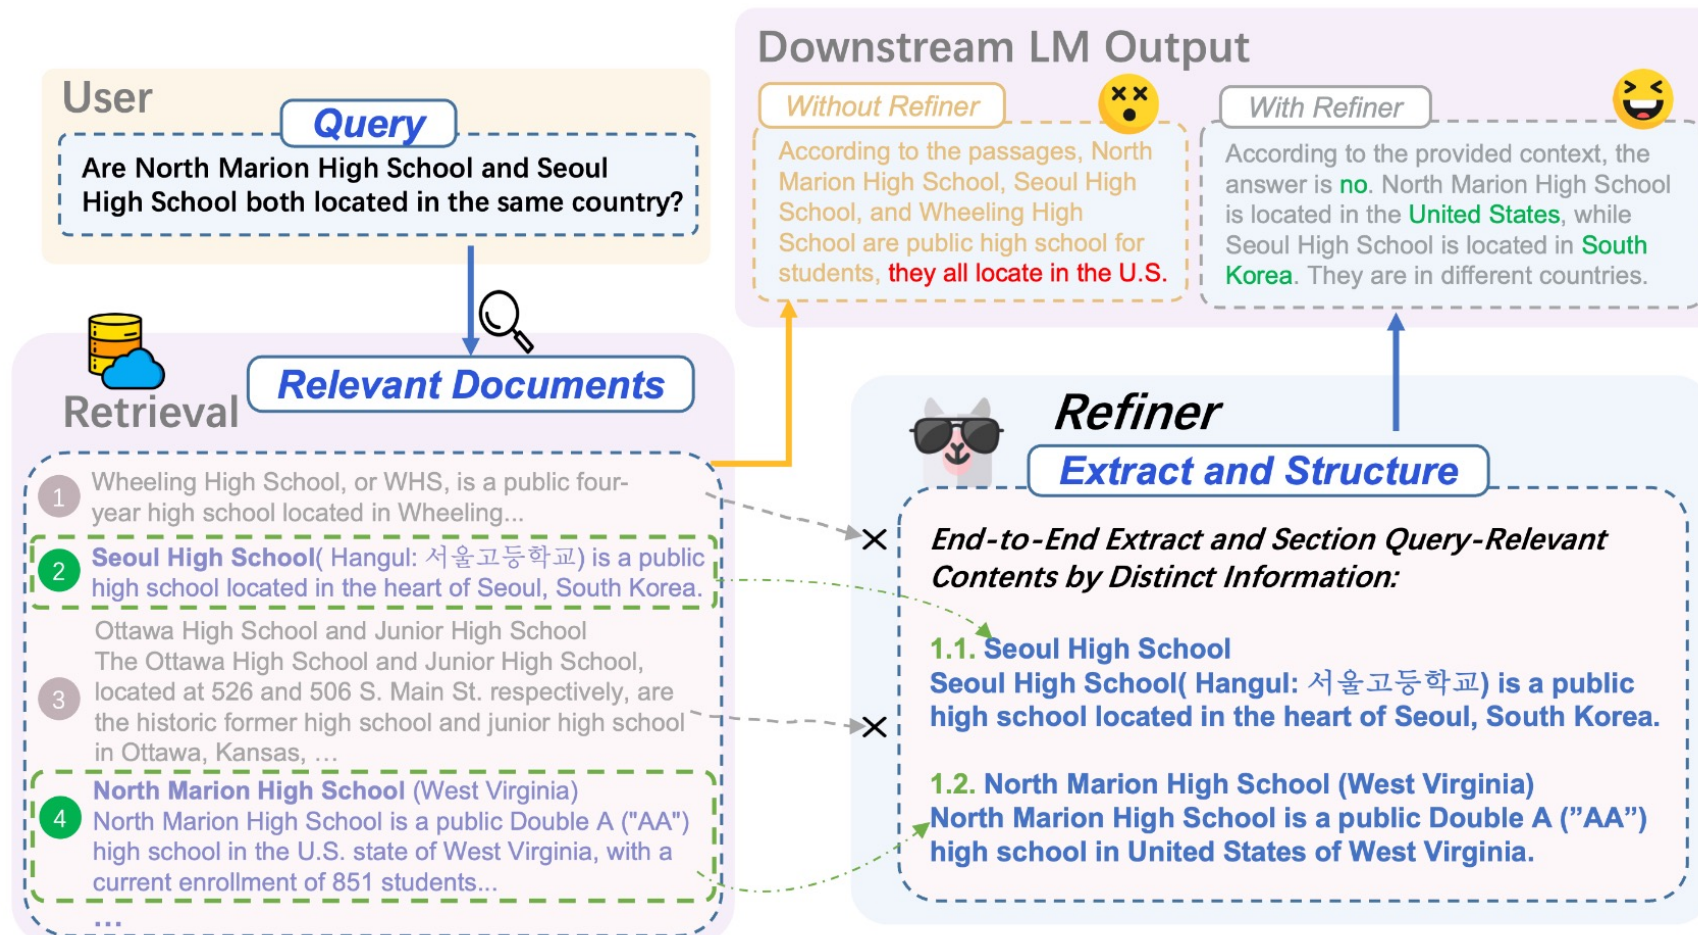 User
Query
Are North Marion High School and Seoul
High School both located in the same country?
Retrieval
Relevant Documents
1
Wheeling High School, or WHS, is a public four-
year high school located in Wheeling...
2
Seoul High School( Hangul: 서울고등학교) is a public
high school located in the heart of Seoul, South Korea.
3
Ottawa High School and Junior High School
The Ottawa High School and Junior High School,
located at 526 and 506 S. Main St. respectively, are
the historic former high school and junior high school
in Ottawa, Kansas, ...
4
North Marion High School (West Virginia)
North Marion High School is a public Double A ("AA")
high school in the U.S. state of West Virginia, with a
current enrollment of 851 students...
...
Downstream LM Output
Without Refiner
According to the passages, North
Marion High School, Seoul High
School, and Wheeling High
School are public high school for
students, they all locate in the U.S.
With Refiner
According to the provided context, the
answer is no. North Marion High School
is located in the United States, while
Seoul High School is located in South
Korea. They are in different countries.
Refiner
Extract and Structure
End-to-End Extract and Section Query-Relevant
Contents by Distinct Information:
1.1. Seoul High School
Seoul High School( Hangul: 서울고등학교) is a public
high school located in the heart of Seoul, South Korea.
1.2. North Marion High School (West Virginia)
North Marion High School is a public Double A (”AA”)
high school in United States of West Virginia.